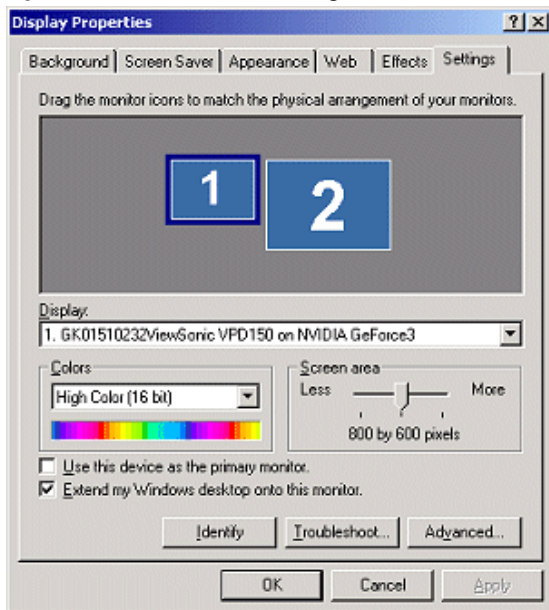 Display Properties
Background Screen Saver Appearance Web Effects Settings
Drag the monitor icons to match the physical arrangement of your monitors.
1 2
Display:
1. GK01510232ViewSonic VPD150 on NVIDIA GeForce3
Colors
High Color (16 bit)
Screen area
Less More
800 by 600 pixels
Use this device as the primary monitor.
Extend my Windows desktop onto this monitor.
Identify Troubleshoot... Advanced...
OK Cancel Apply